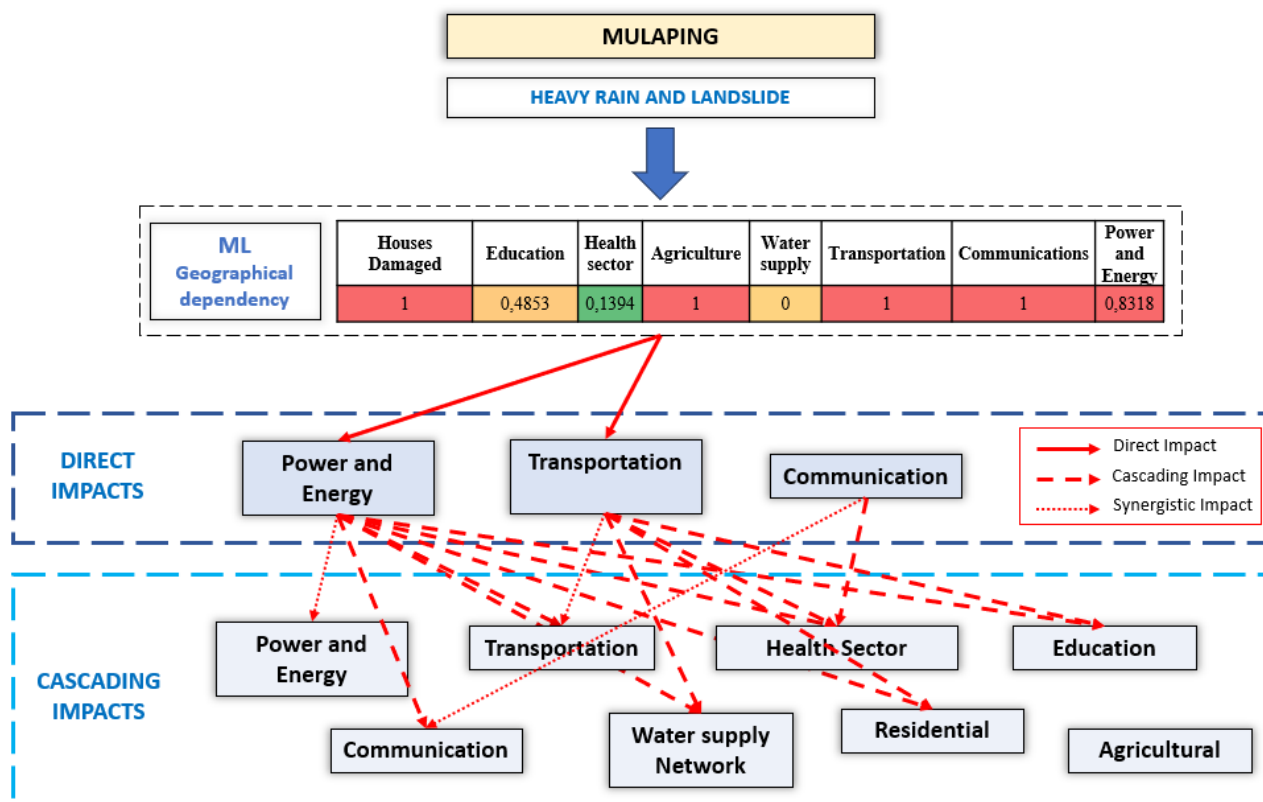 MULAPING
HEAVY RAIN AND LANDSLIDE
ML
Geographical
dependency
Houses
Damaged
Education
Health
sector
Agriculture
Water
supply
Transportation
Communications
Power
and
Energy
1
0,4853
0,1394
1
0
1
1
0,8318
DIRECT
IMPACTS
Power and
Energy
Transportation
Communication
Direct Impact
Cascading Impact
Synergistic Impact
CASCADING
IMPACTS
Power and
Energy
Transportation
Health Sector
Education
Communication
Water supply
Network
Residential
Agricultural